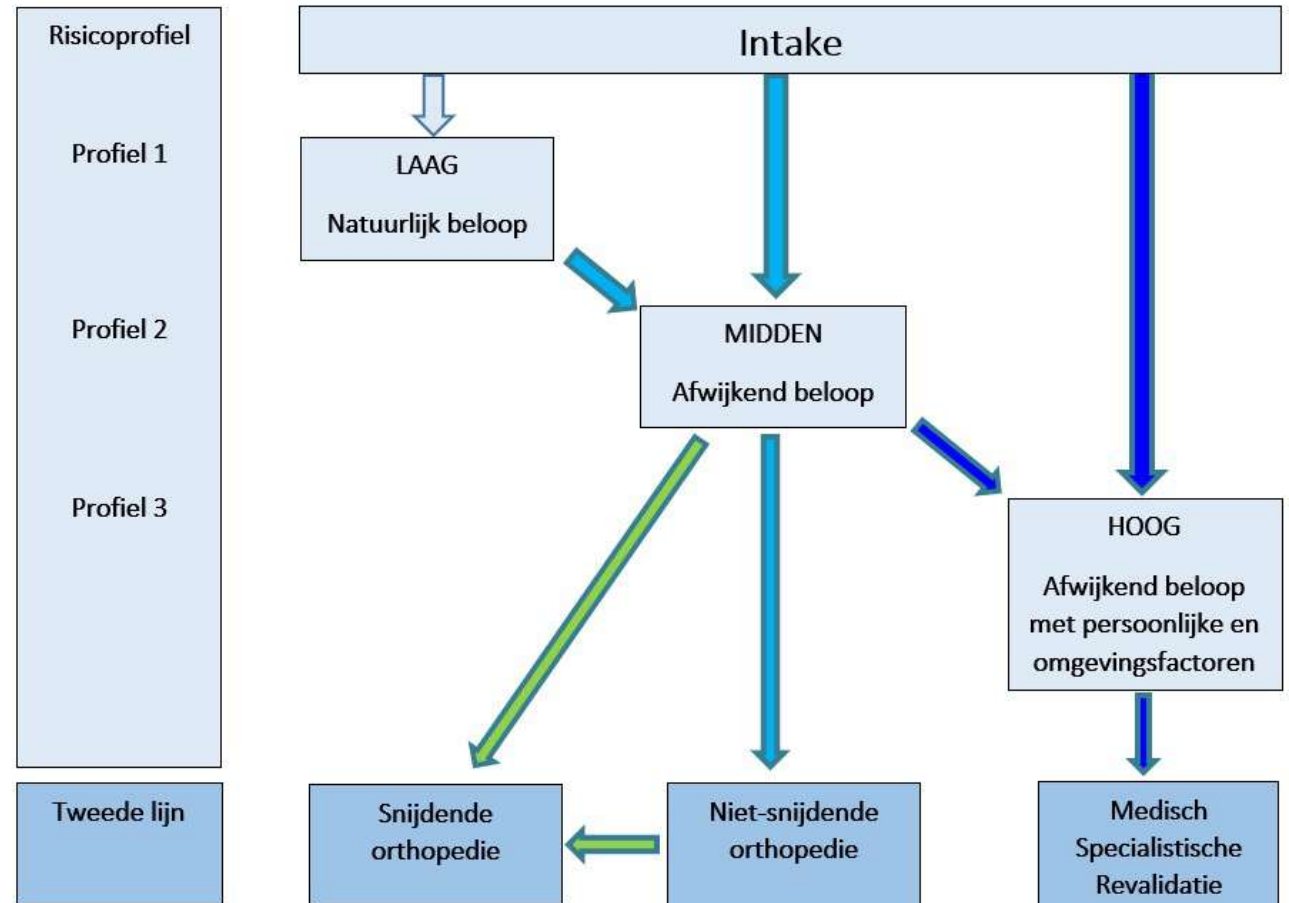 Risicoprofiel
Intake
Profiel 1
LAAG
Natuurlijk beloop
Profiel 2
MIDDEN
Afwijkend beloop
Profiel 3
HOOG
Afwijkend beloop
met persoonlijke en
omgevingsfactoren
Tweede lijn
Snijdende
orthopedie
Niet-snijdende
orthopedie
Medisch
Specialistische
Revalidatie